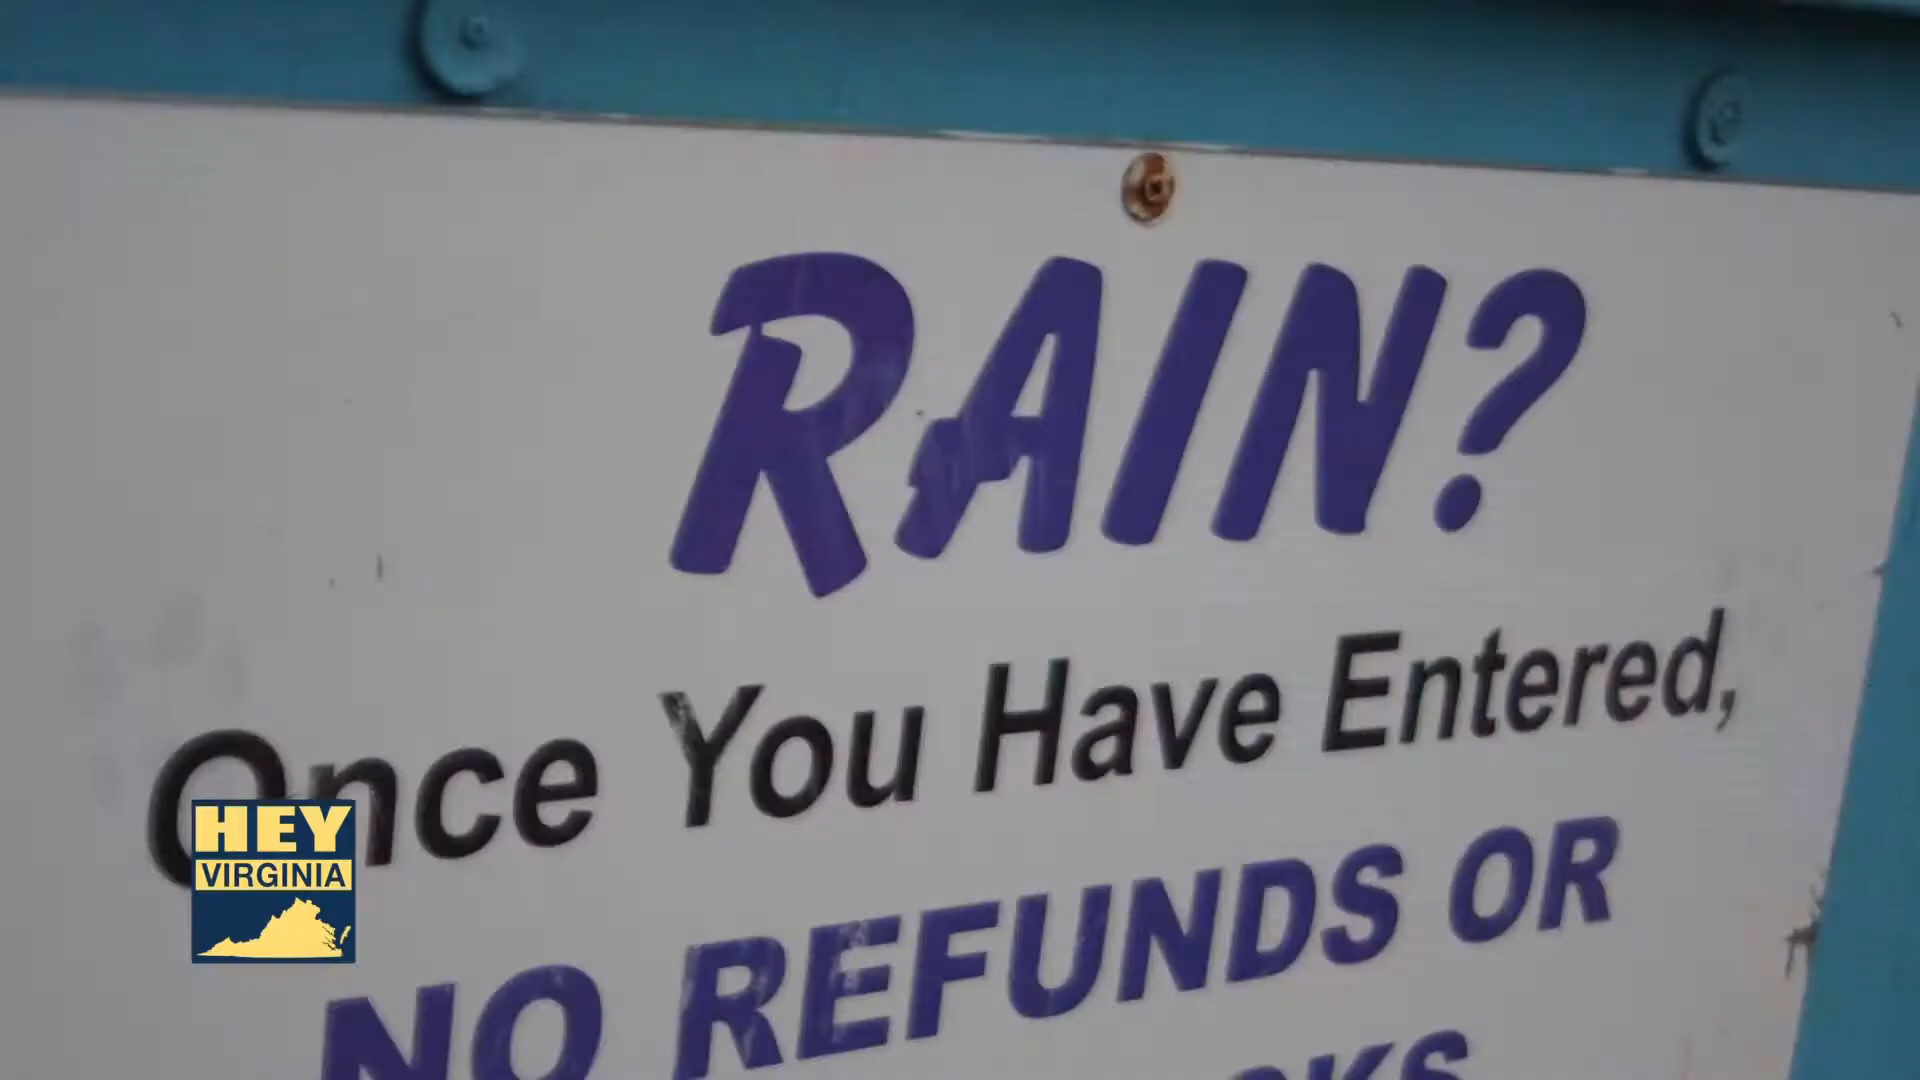 RAIN?
Once You Have Entered,
NO REFUNDS OR
HEY
VIRGINIA